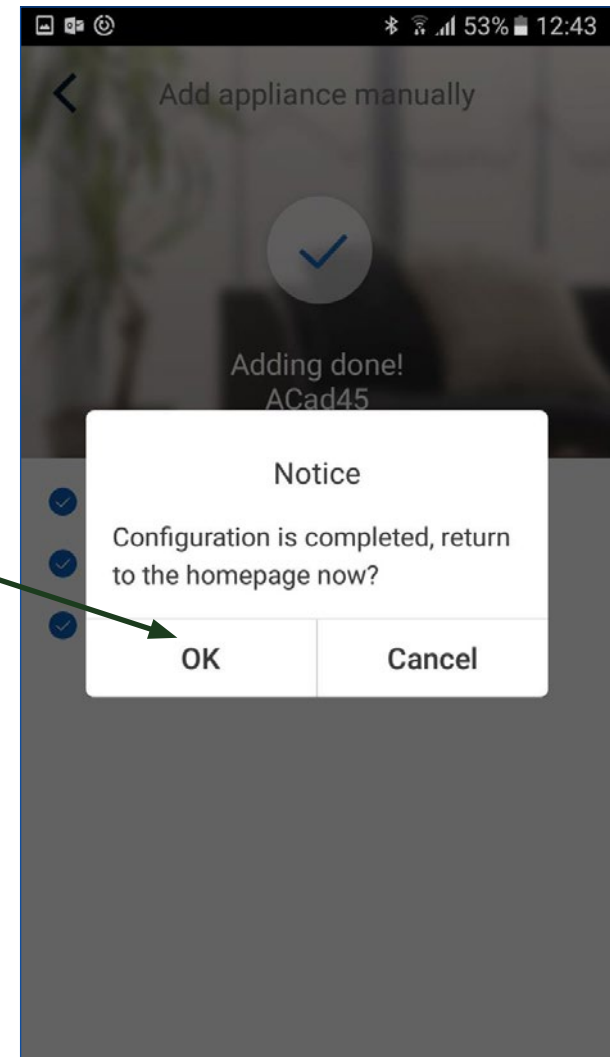 53% 12:43
Add appliance manually
Adding done!
ACad45
Notice
Configuration is completed, return
to the homepage now?
OK Cancel